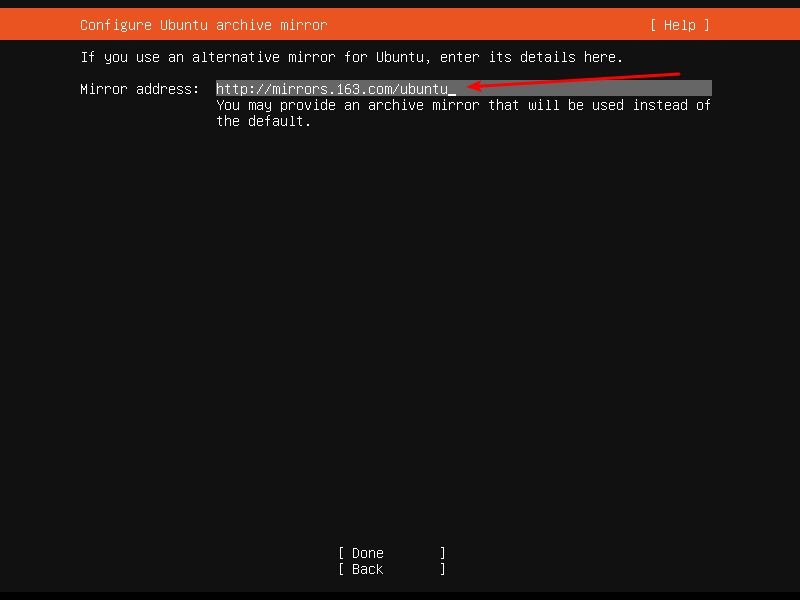 Configure Ubuntu archive mirror [ Help ]
If you use an alternative mirror for Ubuntu, enter its details here.
Mirror address: http://mirrors.163.com/ubuntu_
You may provide an archive mirror that will be used instead of
the default.
[ Done ]
[ Back ]